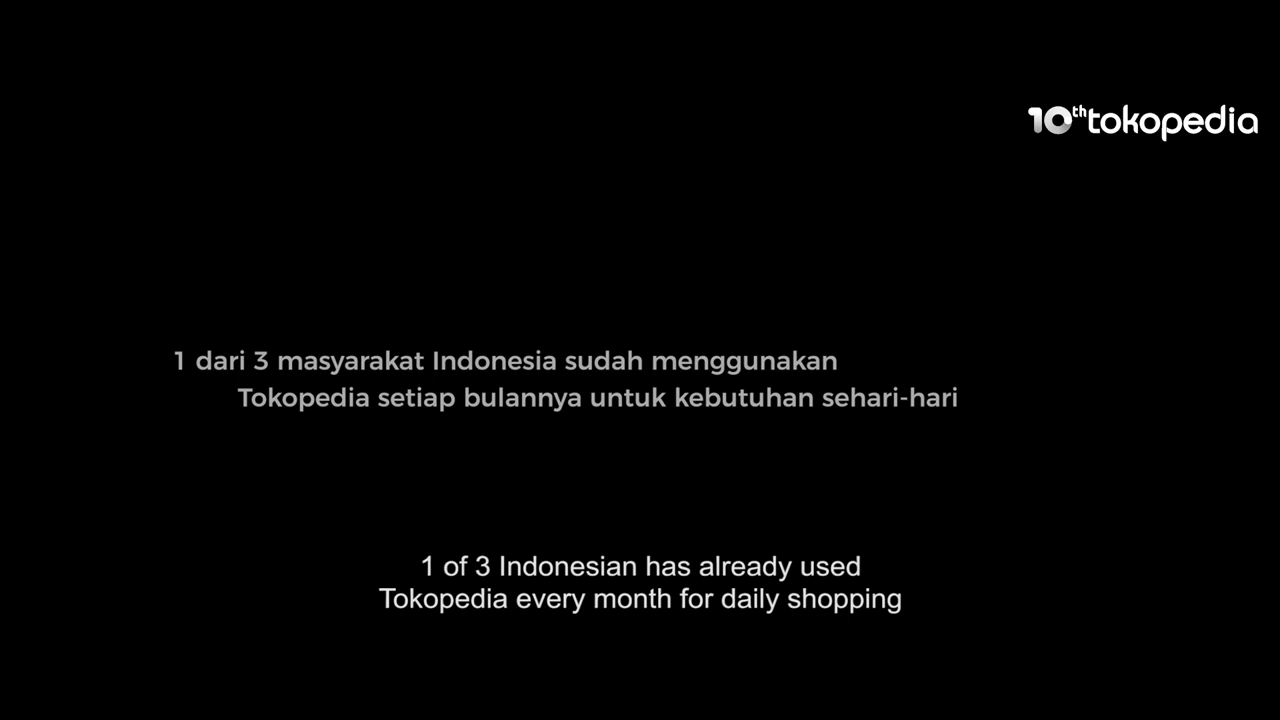 10th tokopedia
1 dari 3 masyarakat Indonesia sudah menggunakan
Tokopedia setiap bulannya untuk kebutuhan sehari-hari
1 of 3 Indonesian has already used
Tokopedia every month for daily shopping